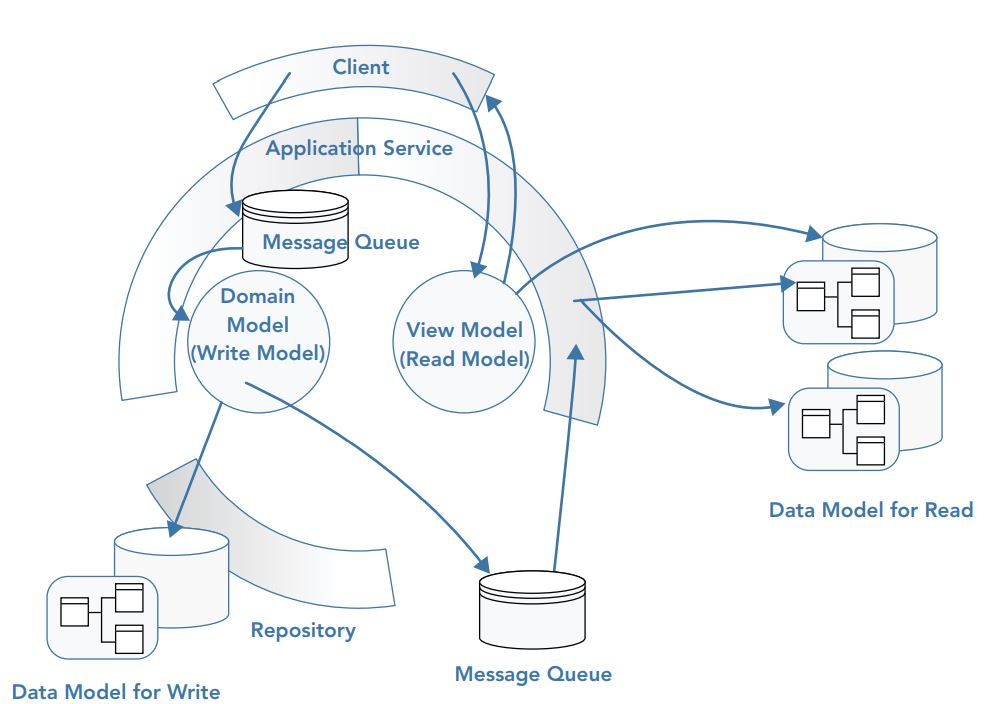 Client
Application Service
Message Queue
Domain
Model
(Write Model)
View Model
(Read Model)
Data Model for Read
Repository
Message Queue
Data Model for Write